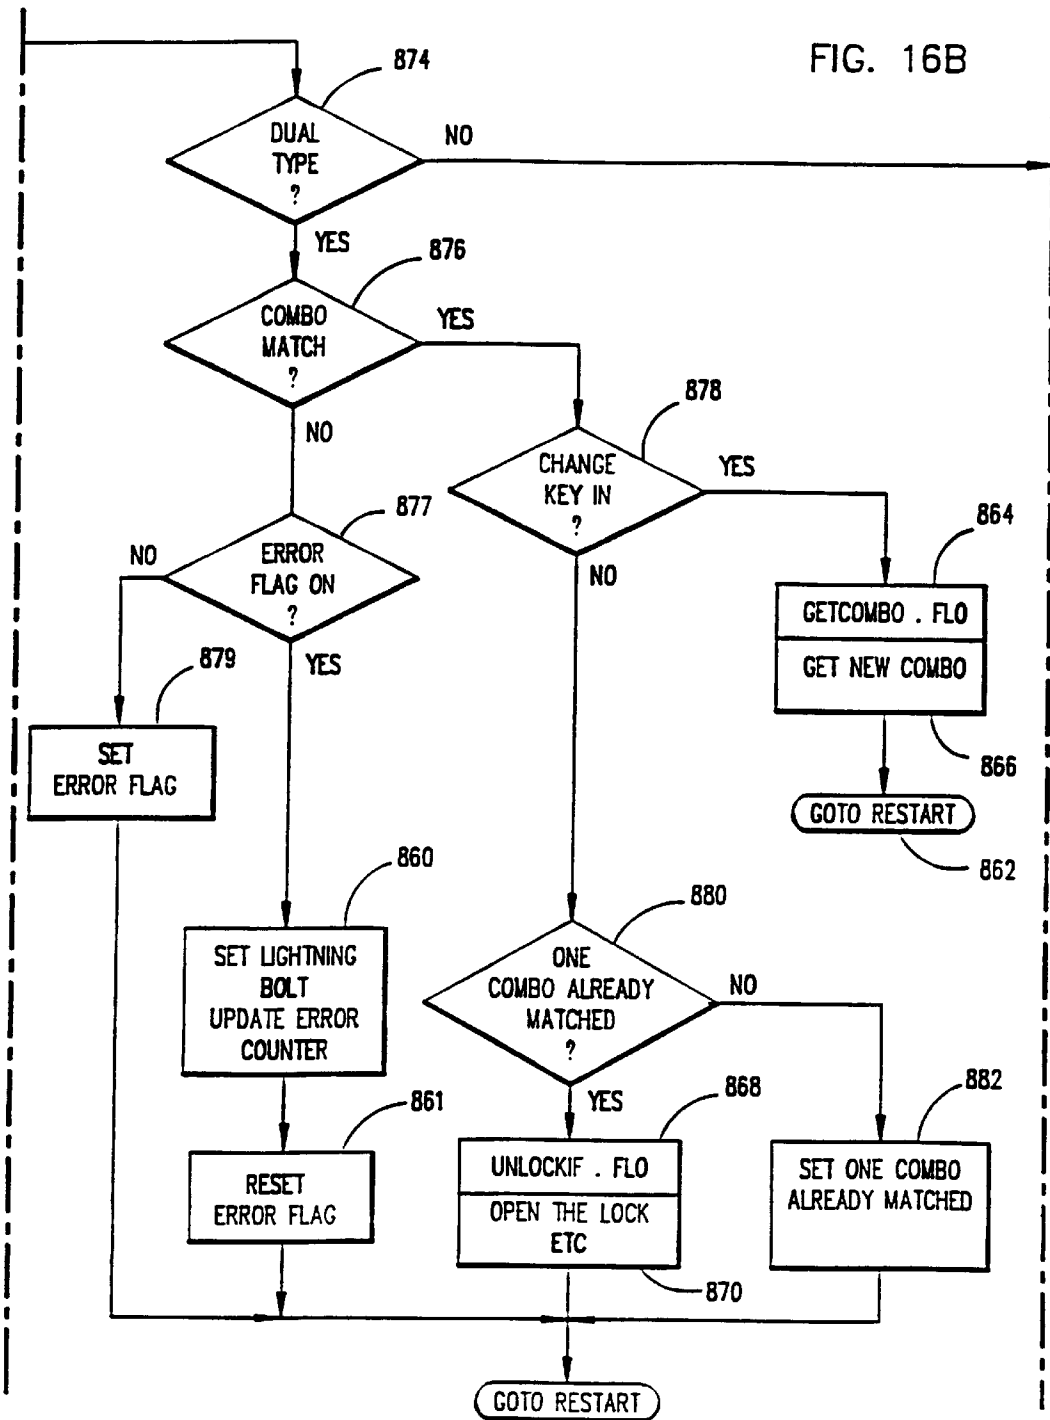 FIG. 16B
874
DUAL
TYPE
?
NO
YES
876
COMBO
MATCH
?
YES
NO
878
CHANGE
KEY IN
?
YES
NO
877
ERROR
FLAG ON
?
NO
YES
864
GETCOMBO . FLO
GET NEW COMBO
866
GOTO RESTART
862
879
SET
ERROR FLAG
860
SET LIGHTNING
BOLT
UPDATE ERROR
COUNTER
880
ONE
COMBO ALREADY
MATCHED
?
NO
YES
861
RESET
ERROR FLAG
868
UNLOCKIF . FLO
OPEN THE LOCK
ETC
870
882
SET ONE COMBO
ALREADY MATCHED
GOTO RESTART